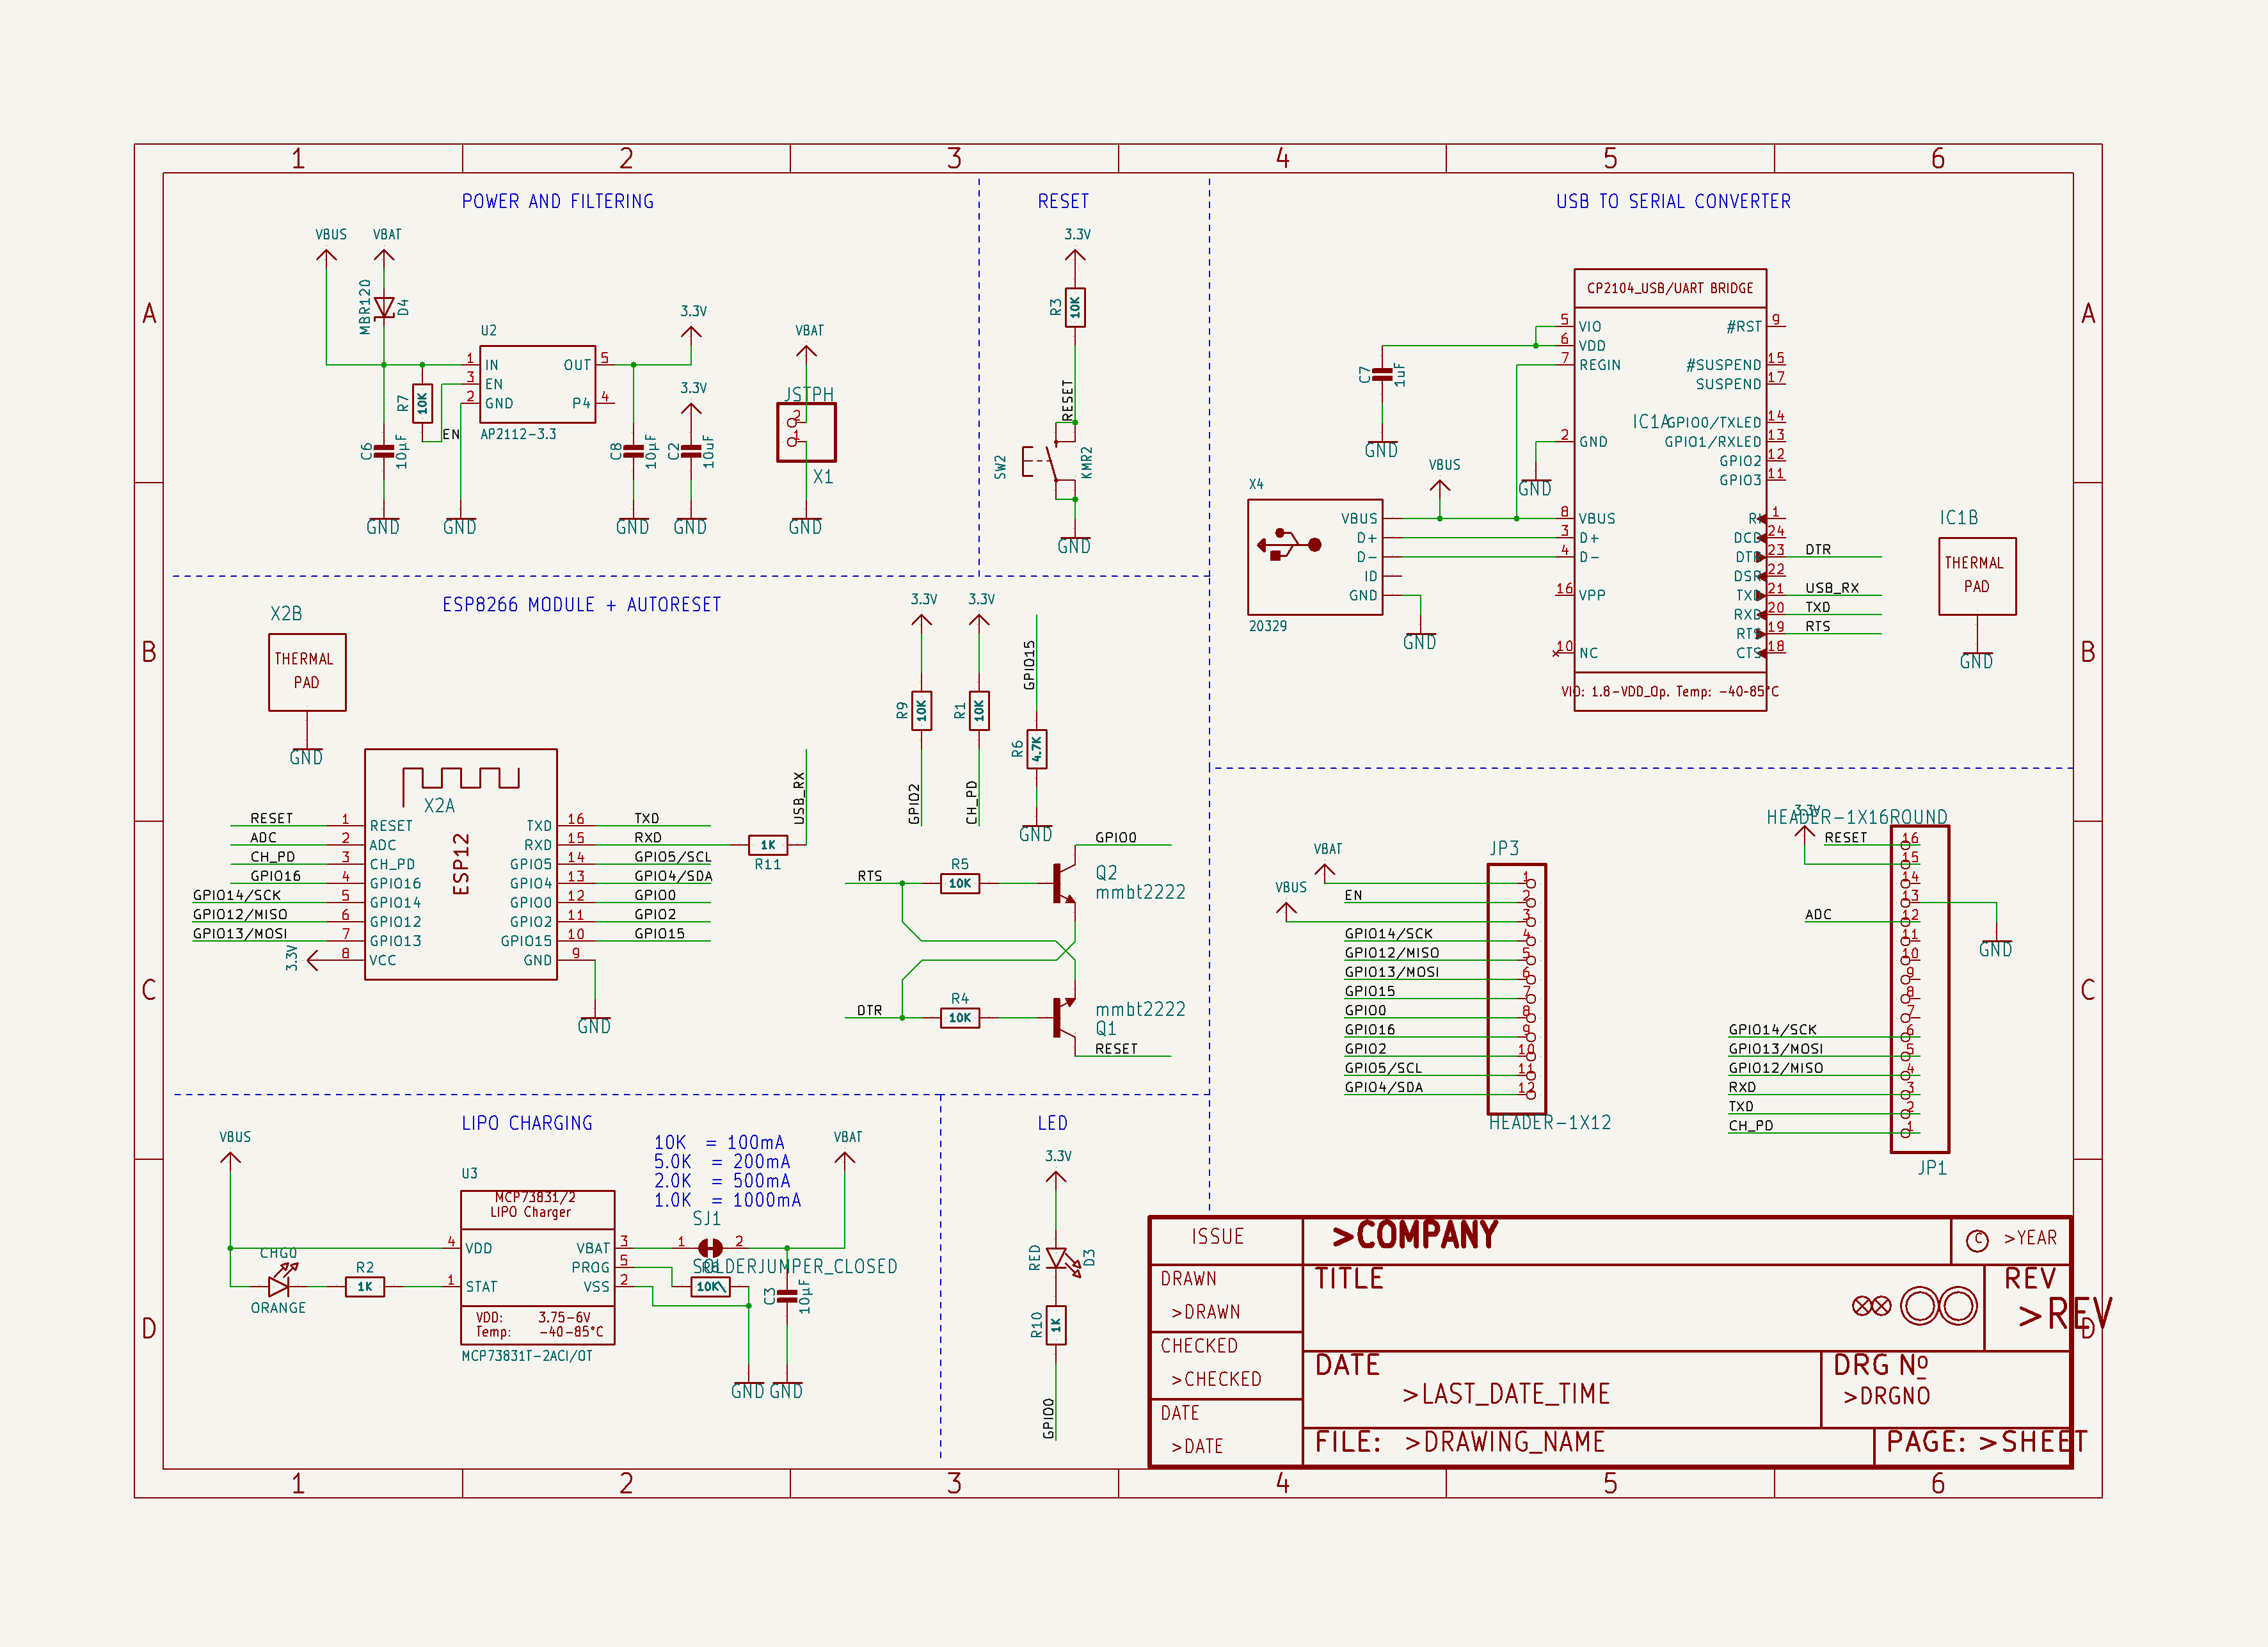 1 2 3 4 5 6
A
B
C
D
A
B
C
D
POWER AND FILTERING
VBUS
VBAT
MBR120
D4
U2
1 IN
3 EN
2 GND
OUT 5
P4 4
AP2112-3.3
R7
10K
EN
C6
10µF
GND
GND
3.3V
3.3V
C8
10µF
C2
10uF
GND
GND
VBAT
JSTPH
2
1
X1
GND
RESET
3.3V
R3
10K
RESET
SW2
KMR2
GND
USB TO SERIAL CONVERTER
CP2104_USB/UART BRIDGE
5 VIO
6 VDD
7 REGIN
2 GND
8 VBUS
3 D+
4 D-
16 VPP
10 NC
#RST 9
#SUSPEND 15
SUSPEND 17
IC1A
GPIO0/TXLED 14
GPIO1/RXLED 13
GPIO2 12
GPIO3 11
RI 1
DCD 24
DTR 23 DTR
DSR 22
TXD 21 USB_RX
RXD 20 TXD
RTS 19 RTS
CTS 18
VIO: 1.8-VDD_Op. Temp: -40-85°C
C7
1uF
GND
GND
VBUS
X4
VBUS
D+
D-
ID
GND
20329
GND
IC1B
THERMAL
PAD
GND
ESP8266 MODULE + AUTORESET
X2B
THERMAL
PAD
GND
X2A
ESP12
RESET 1 RESET
ADC 2 ADC
CH_PD 3 CH_PD
GPIO16 4 GPIO16
GPIO14/SCK 5 GPIO14
GPIO12/MISO 6 GPIO12
GPIO13/MOSI 7 GPIO13
3.3V 8 VCC
TXD 16 TXD
RXD 15 RXD
GPIO5 14 GPIO5/SCL
GPIO4 13 GPIO4/SDA
GPIO0 12 GPIO0
GPIO2 11 GPIO2
GPIO15 10 GPIO15
GND 9
GND
USB_RX
1K
R11
3.3V
R9
10K
GPIO2
3.3V
R1
10K
CH_PD
GPIO15
R6
4.7K
GND
RTS
R5
10K
GPIO0
Q2
mmbt2222
DTR
R4
10K
mmbt2222
Q1
RESET
JP3
VBAT
VBUS
1
EN 2
3
GPIO14/SCK 4
GPIO12/MISO 5
GPIO13/MOSI 6
GPIO15 7
GPIO0 8
GPIO16 9
GPIO2 10
GPIO5/SCL 11
GPIO4/SDA 12
HEADER-1X12
3.3V
HEADER-1X16ROUND
RESET 16
15
14
13
ADC 12
11
10
9
8
7
GPIO14/SCK 6
GPIO13/MOSI 5
GPIO12/MISO 4
RXD 3
TXD 2
CH_PD 1
GND
JP1
LIPO CHARGING
VBUS
10K = 100mA
5.0K = 200mA
2.0K = 500mA
1.0K = 1000mA
VBAT
U3
MCP73831/2
LIPO Charger
4 VDD
1 STAT
VBAT 3
PROG 5
VSS 2
VDD: 3.75-6V
Temp: -40-85°C
MCP73831T-2ACI/OT
CHG0
ORANGE
R2
1K
SJ1
1 2
SOLDERJUMPER_CLOSED
10K\
C3
10µF
GND
GND
LED
3.3V
RED
D3
R10
1K
GPIO0
ISSUE
>COMPANY
© >YEAR
DRAWN
>DRAWN
TITLE
REV
>REV
CHECKED
>CHECKED
DATE
>LAST_DATE_TIME
DRG Nº
>DRGNO
DATE
>DATE
FILE: >DRAWING_NAME
PAGE: >SHEET
1 2 3 4 5 6